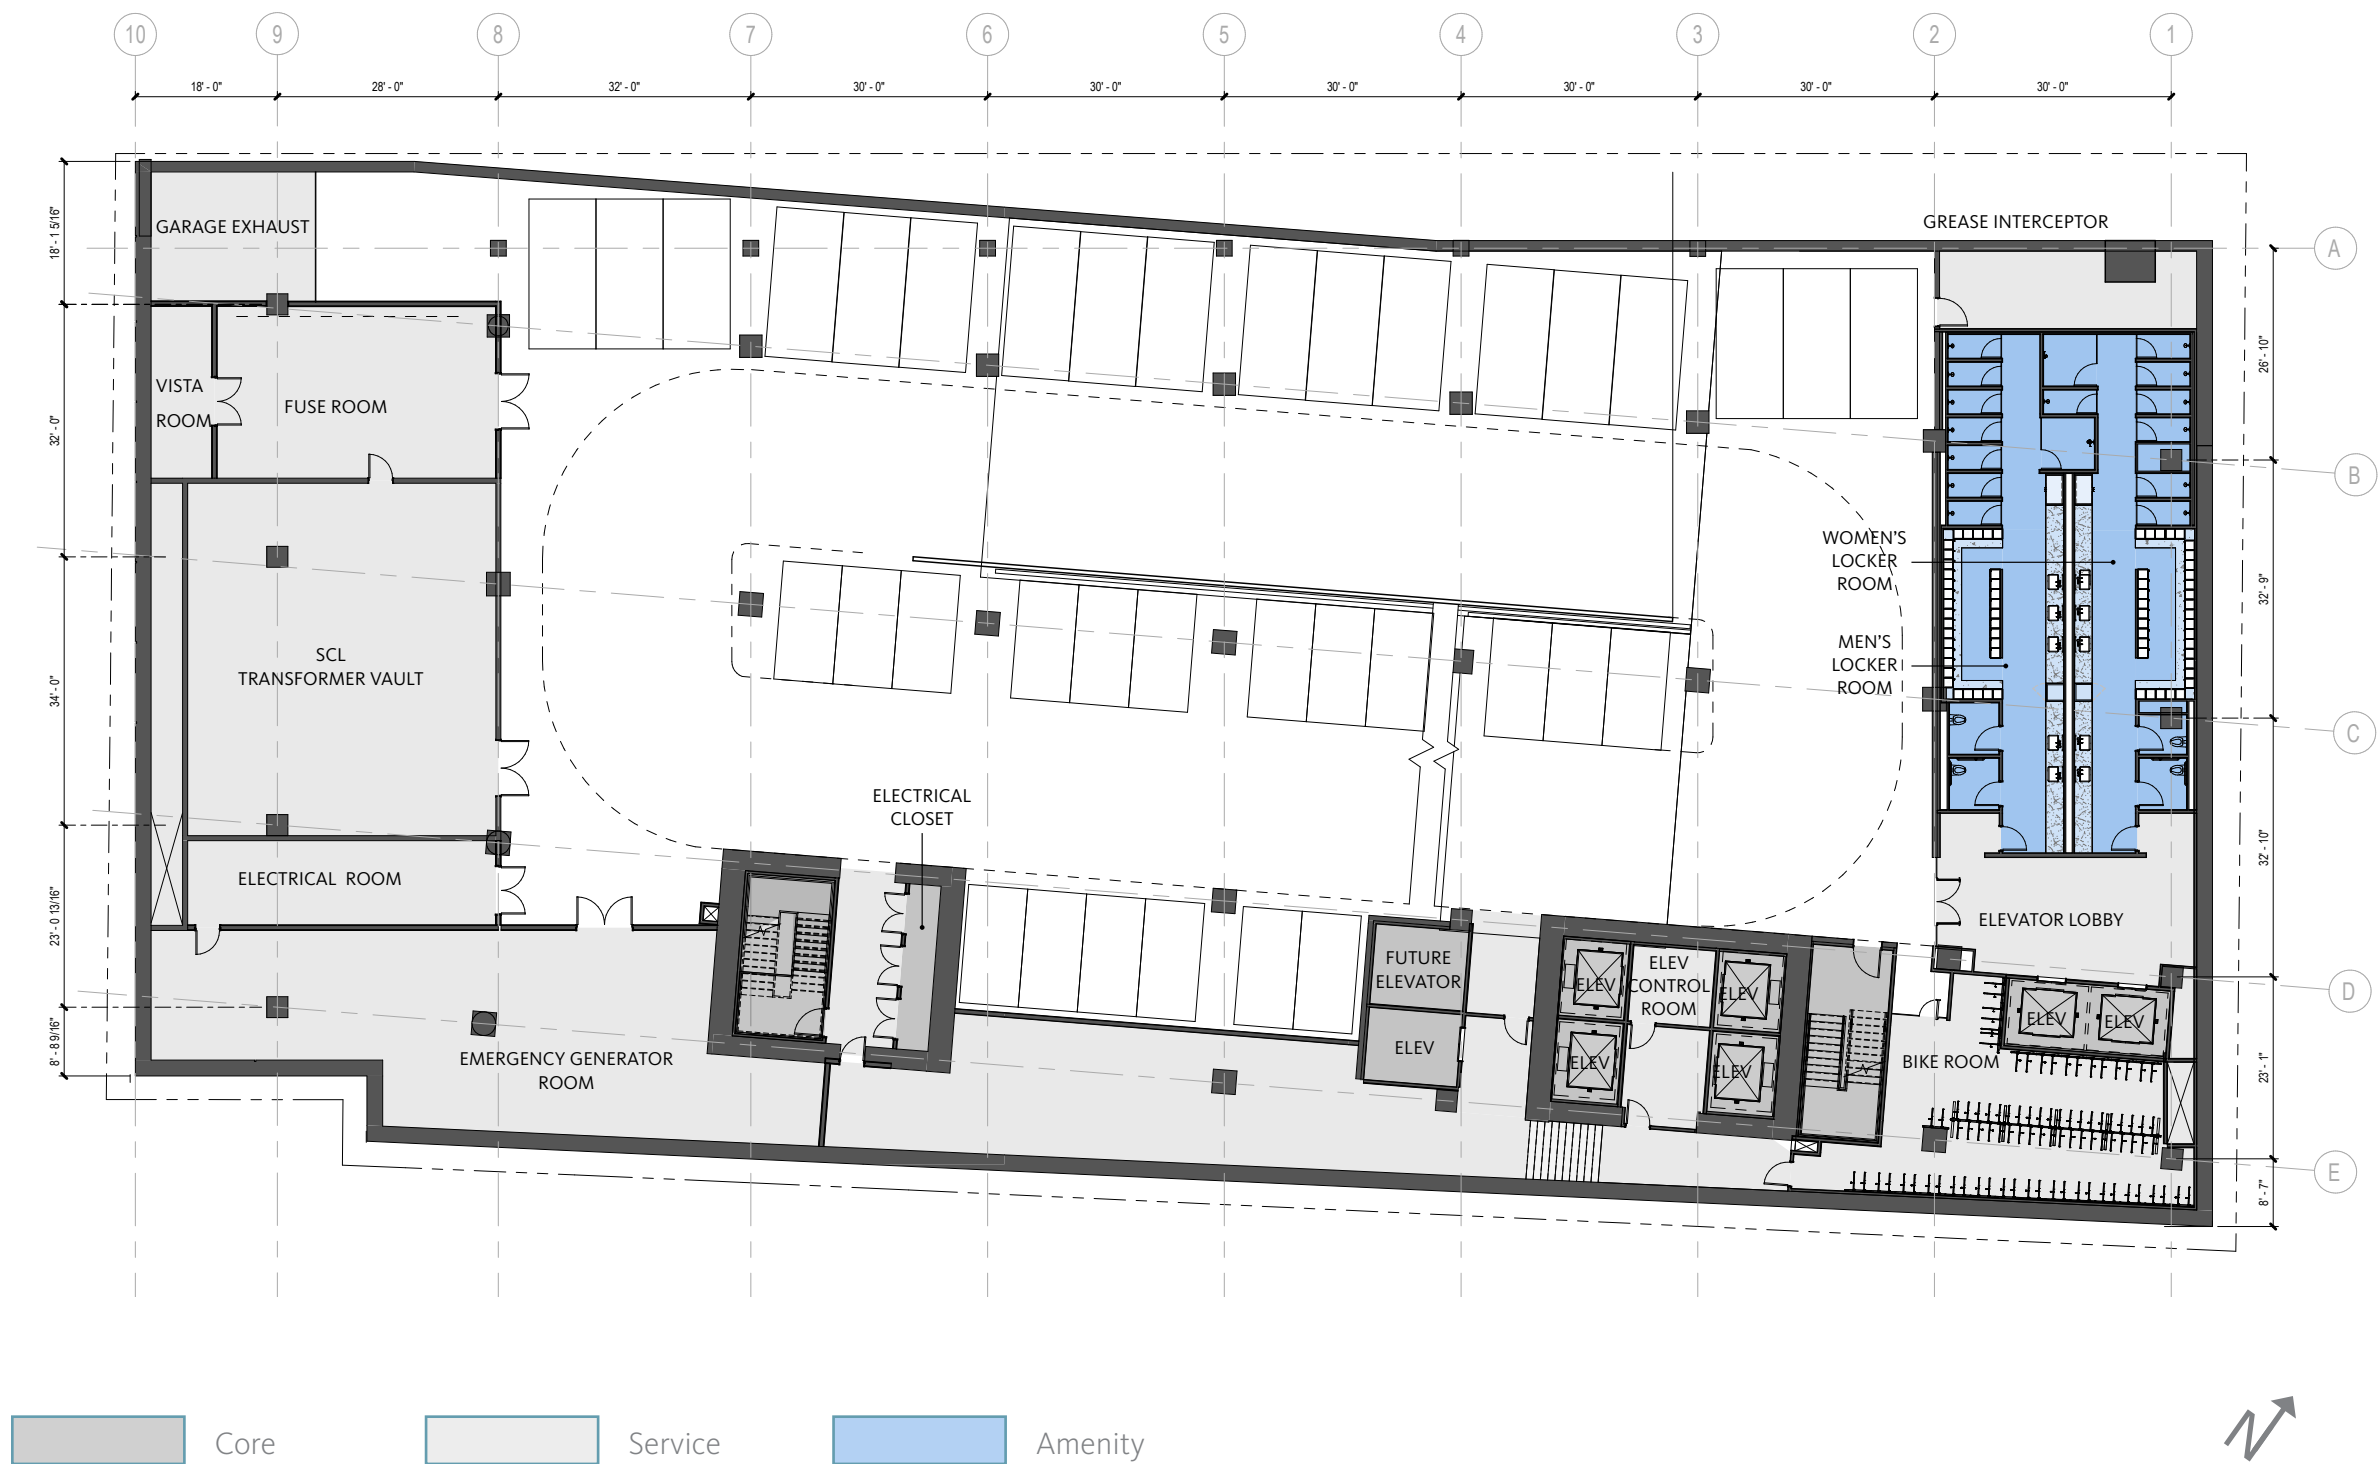 10 9 8 7 6 5 4 3 2 1
18' - 0" 28' - 0" 32' - 0" 30' - 0" 30' - 0" 30' - 0" 30' - 0" 30' - 0" 30' - 0"
18' - 1 5/16"
32' - 0"
34' - 0"
23' - 0 13/16"
8' - 8 9/16"
GARAGE EXHAUST
GREASE INTERCEPTOR
A
26' - 10"
VISTA
ROOM
FUSE ROOM
B
WOMEN'S
LOCKER
ROOM
32' - 9"
SCL
TRANSFORMER VAULT
MEN'S
LOCKER
ROOM
C
ELECTRICAL
CLOSET
32' - 10"
ELECTRICAL ROOM
ELEVATOR LOBBY
FUTURE
ELEVATOR
ELEV
ELEV
CONTROL
ROOM
ELEV
D
ELEV
ELEV
EMERGENCY GENERATOR
ROOM
ELEV
ELEV
ELEV
BIKE ROOM
23' - 1"
E
8' - 7"
Core
Service
Amenity
N